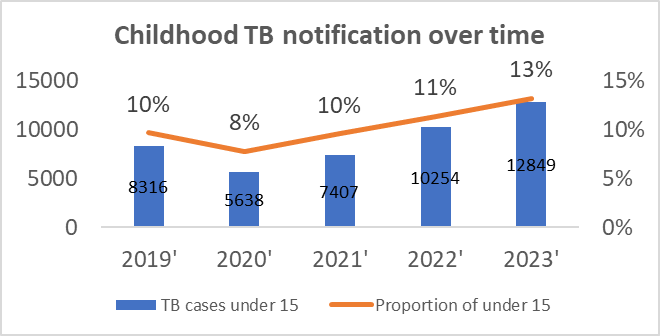 Childhood TB notification over time
15000 15%
10000 10%
5000 5%
0 0%
10% 8% 10% 11% 13%
8316 5638 7407 10254 12849
2019' 2020' 2021' 2022' 2023'
TB cases under 15 Proportion of under 15